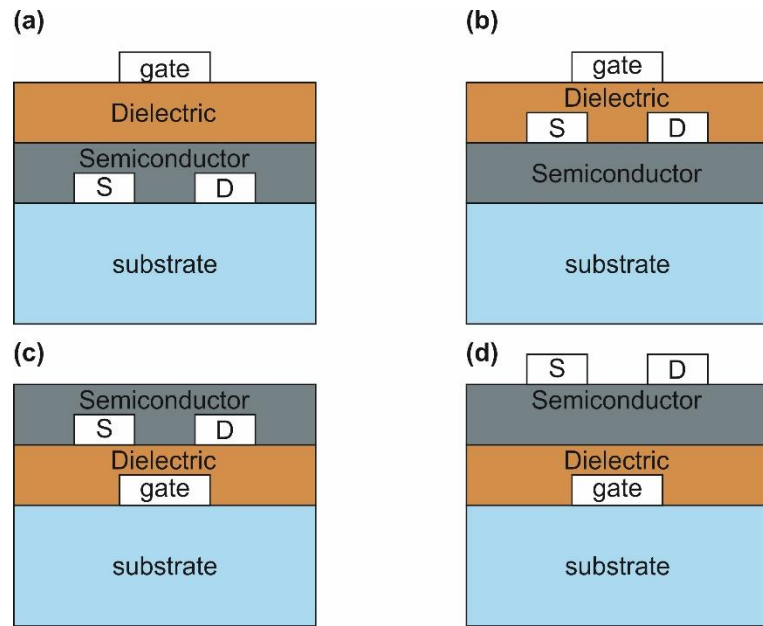 (a)
gate
Dielectric
Semiconductor
S D
substrate
(b)
gate
Dielectric
S D
Semiconductor
substrate
(c)
Semiconductor
S D
Dielectric
gate
substrate
(d)
S D
Semiconductor
Dielectric
gate
substrate